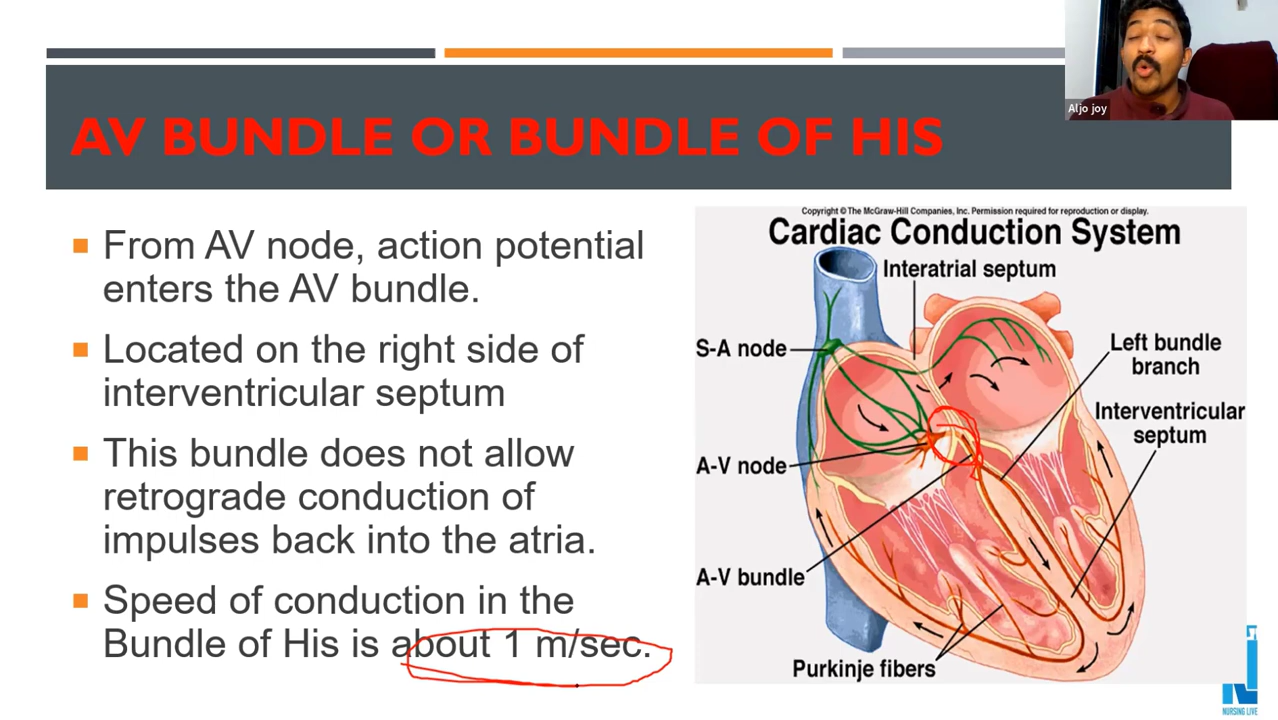 Aljo joy
AV BUNDLE OR BUNDLE OF HIS
From AV node, action potential
enters the AV bundle.
Located on the right side of
interventricular septum
This bundle does not allow
retrograde conduction of
impulses back into the atria.
Speed of conduction in the
Bundle of His is about 1 m/sec.
Copyright © The McGraw-Hill Companies, Inc. Permission required for reproduction or display.
Cardiac Conduction System
Interatrial septum
S-A node
Left bundle
branch
Interventricular
septum
A-V node
A-V bundle
Purkinje fibers
NURSING LIVE